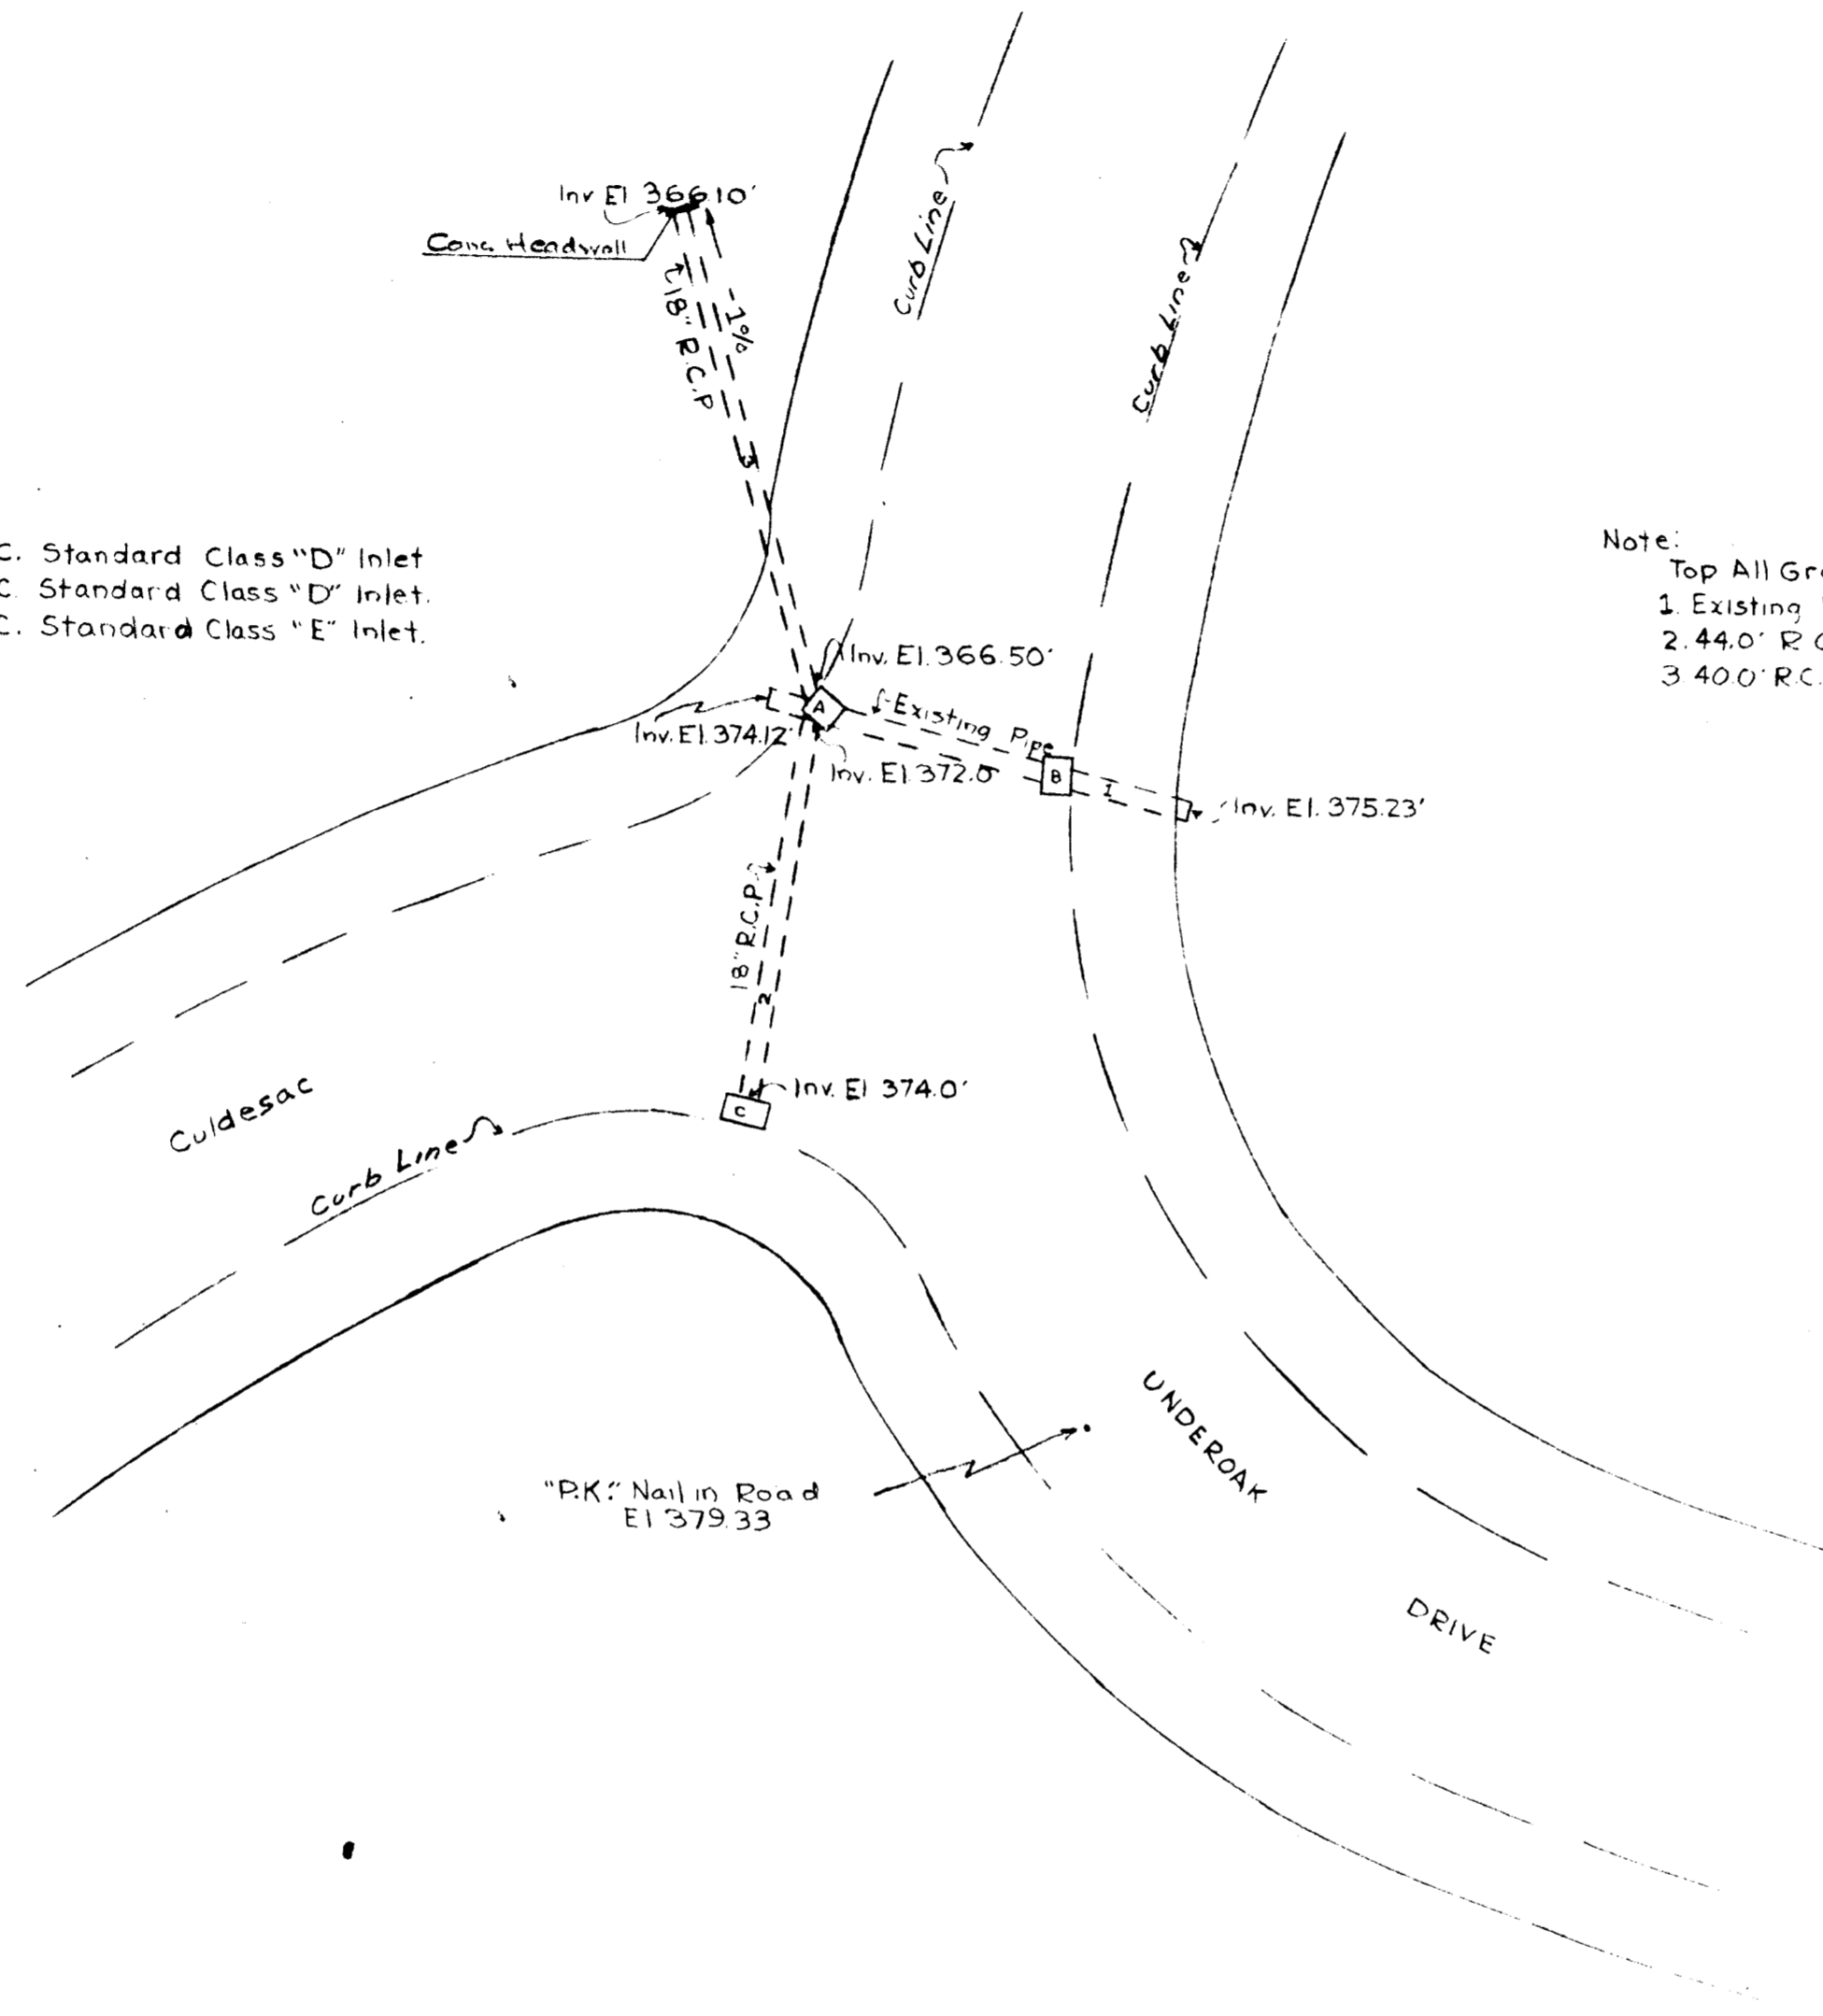 Inv El 366.10'
Conc. Headwall
18" R.C.P
-1%
3
Curb Line
Curb Line
C. Standard Class "D" Inlet
C. Standard Class "D" Inlet.
C. Standard Class "E" Inlet.
Note:
Top All Gr
1. Existing
2. 44.0' R.C
3 40.0' R.C.
Inv. El. 366.50'
A
Existing Pipe
Inv. El. 374.12'
Inv. El. 372.0
B
1
Inv. El. 375.23'
18" R.C.P.
2
Inv. El 374.0'
C
Culdesac
Curb Line
UNDEROAK
DRIVE
"P.K." Nail in Road
El 379.33